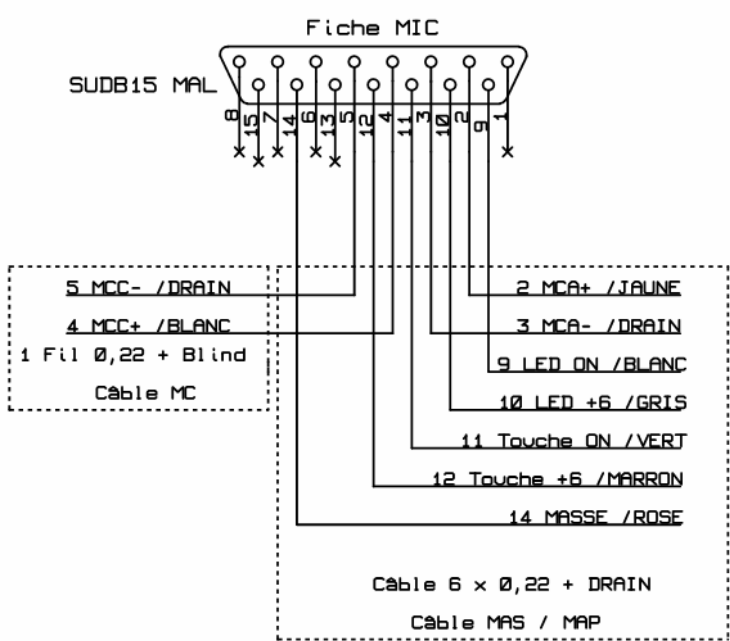 Fiche MIC
SUDB15 MAL
8 15 7 14 6 13 5 12 4 11 3 10 2 9 1
5 MCC- /DRAIN
4 MCC+ /BLANC
1 Fil 0,22 + Blind
Câble MC
2 MCA+ /JAUNE
3 MCA- /DRAIN
9 LED ON /BLANC
10 LED +6 /GRIS
11 Touche ON /VERT
12 Touche +6 /MARRON
14 MASSE /ROSE
Câble 6 x 0,22 + DRAIN
Câble MAS / MAP